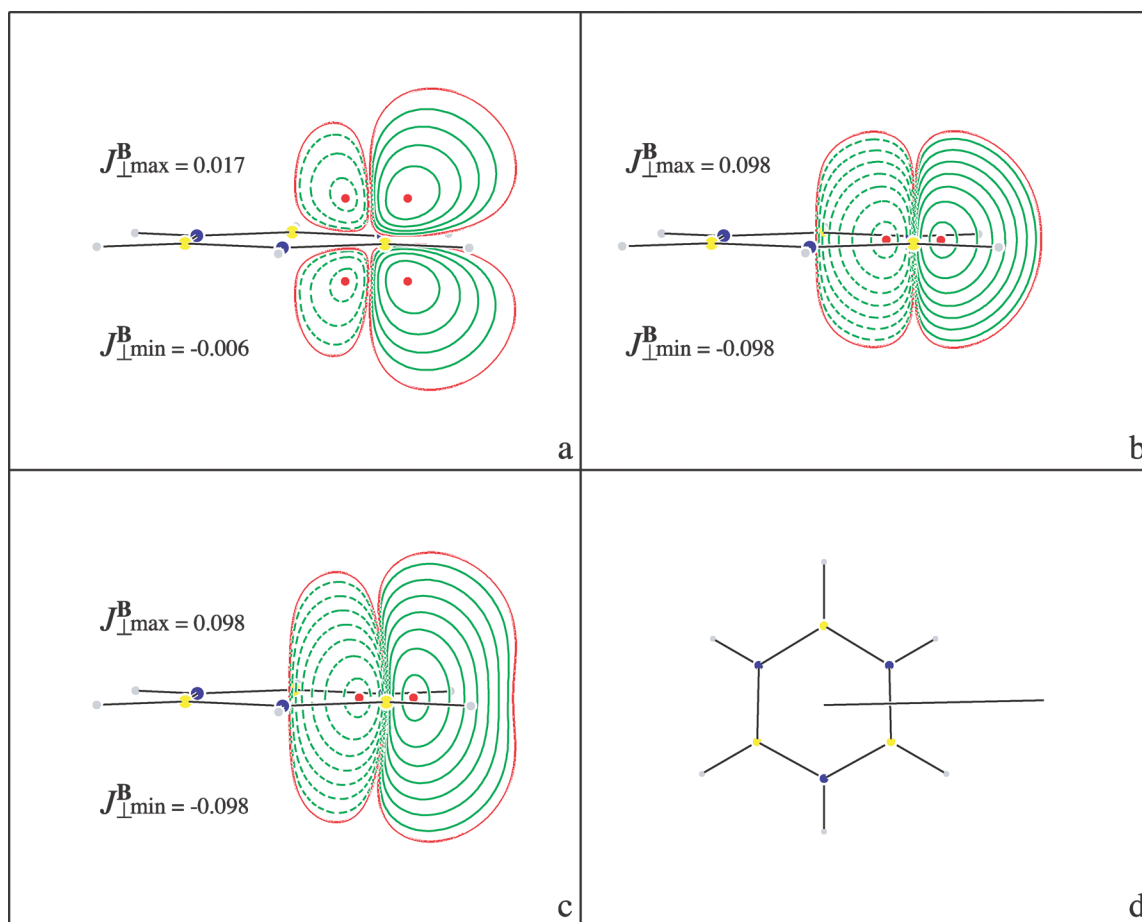 J^B_⊥max = 0.017
J^B_⊥min = -0.006
a
J^B_⊥max = 0.098
J^B_⊥min = -0.098
b
J^B_⊥max = 0.098
J^B_⊥min = -0.098
c
d